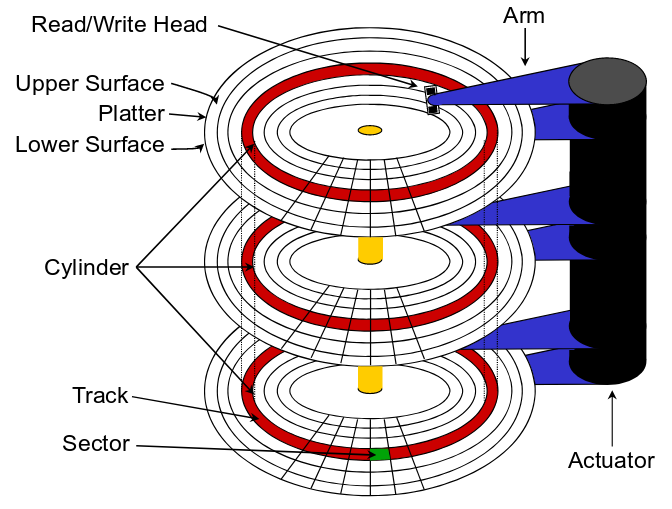 Arm
Read/Write Head
Upper Surface
Platter
Lower Surface
Cylinder
Track
Sector
Actuator